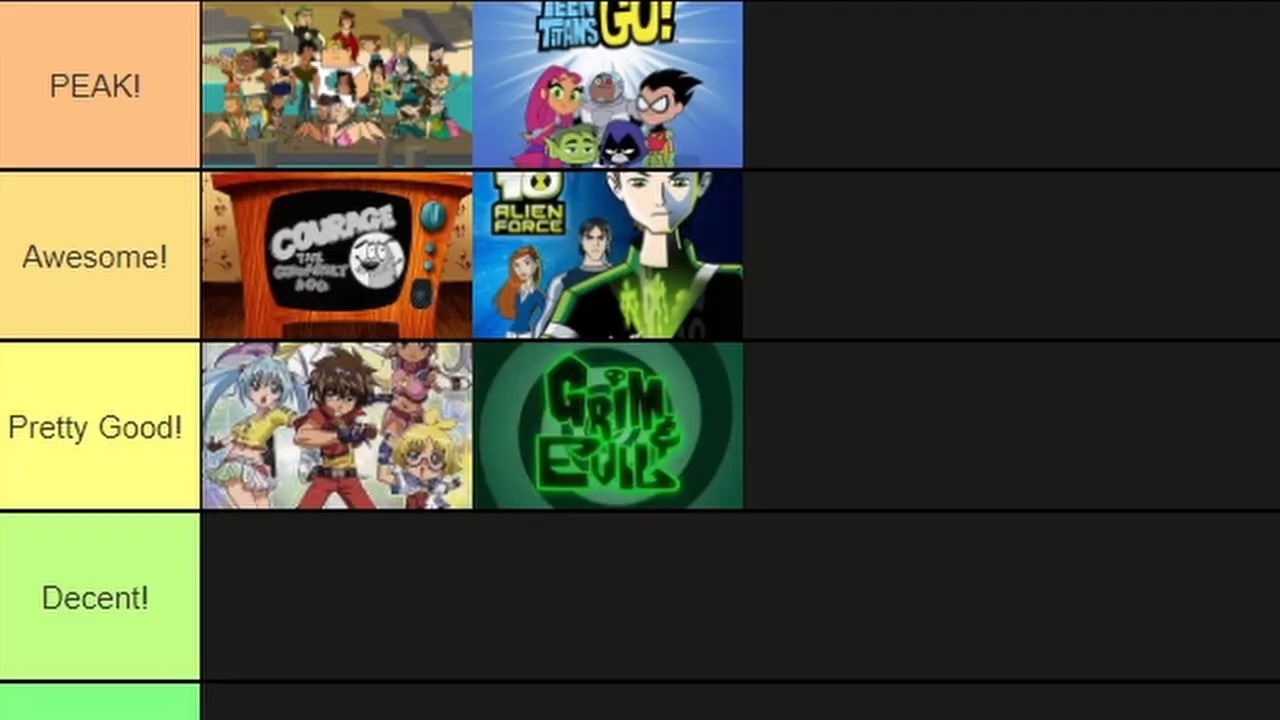 PEAK!
TEEN
TITANS GO!
Awesome!
COURAGE
THE
COWARDLY
DOG
10
ALIEN
FORCE
Pretty Good!
GRIM
& EVIL
Decent!